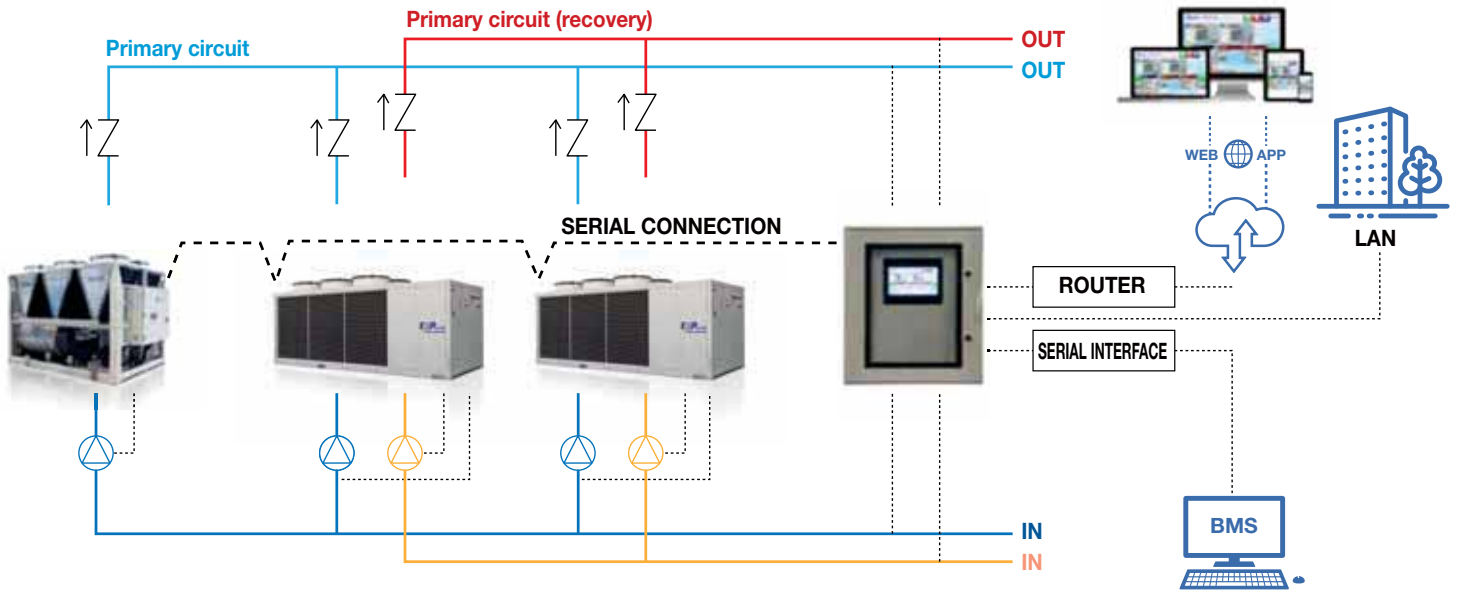 Primary circuit (recovery)
Primary circuit
OUT
OUT
WEB
APP
SERIAL CONNECTION
LAN
ROUTER
SERIAL INTERFACE
IN
IN
BMS